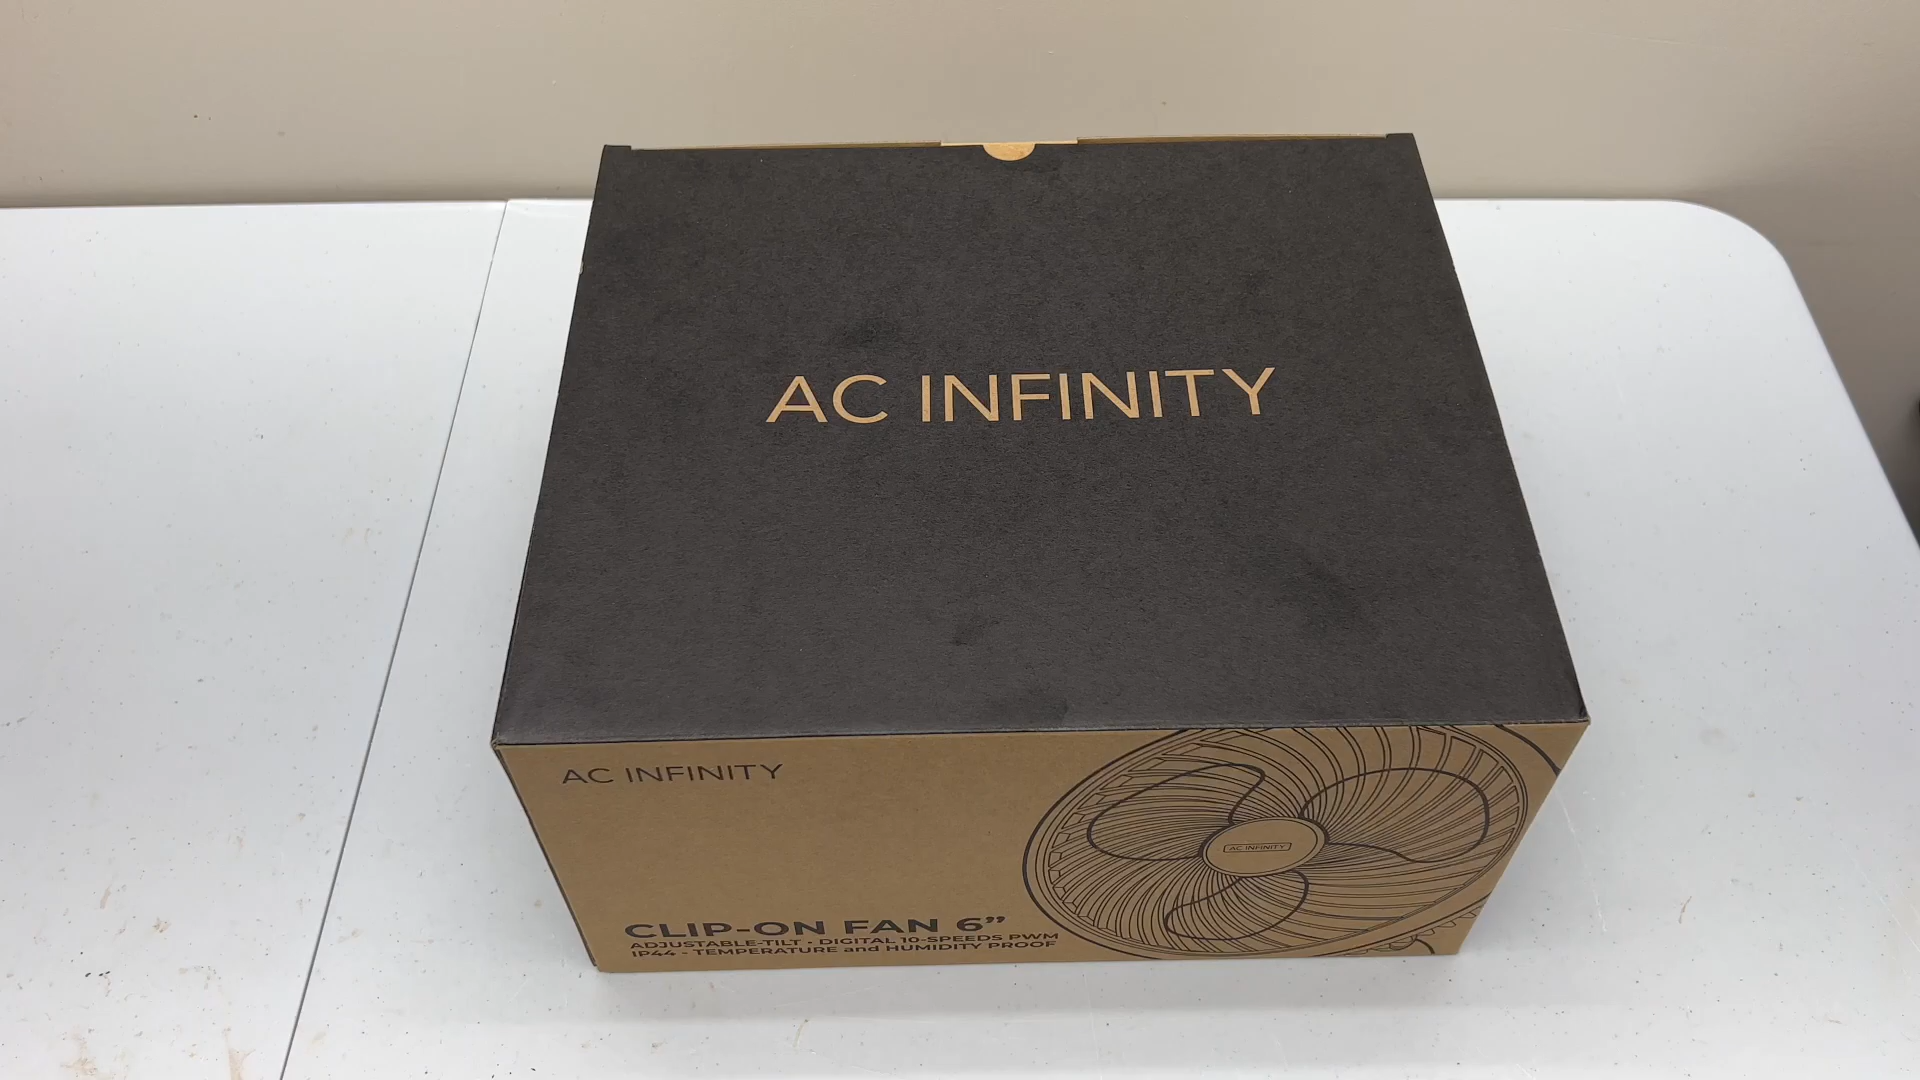 AC INFINITY
AC INFINITY
AC INFINITY
CLIP-ON FAN 6”
ADJUSTABLE-TILT • DIGITAL 10-SPEEDS PWM
IP44 - TEMPERATURE and HUMIDITY PROOF